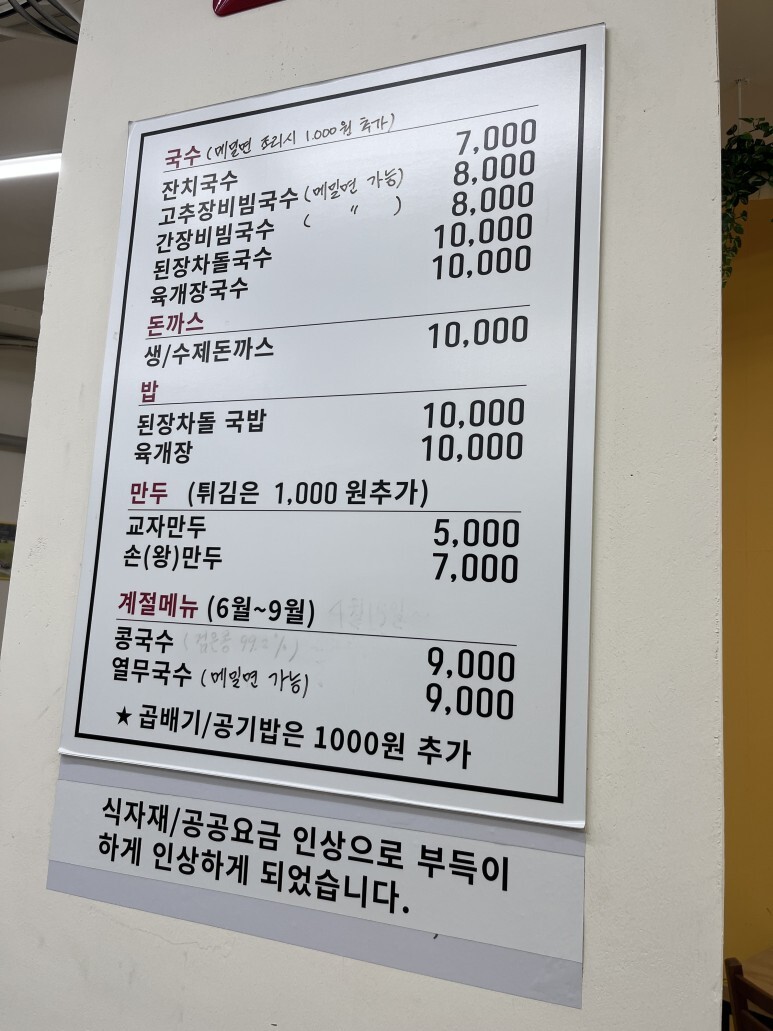 국수 (메밀면 조리시 1.000원 추가)
잔치국수 7,000
고추장비빔국수 (메밀면 가능) 8,000
간장비빔국수 ( " ) 8,000
된장차돌국수 10,000
육개장국수 10,000
돈까스
생/수제돈까스 10,000
밥
된장차돌 국밥 10,000
육개장 10,000
만두 (튀김은 1,000 원추가)
교자만두 5,000
손(왕)만두 7,000
계절메뉴 (6월~9월)
콩국수 9,000
열무국수 (메밀면 가능) 9,000
★ 곱배기/공기밥은 1000원 추가
식자재/공공요금 인상으로 부득이
하게 인상하게 되었습니다.